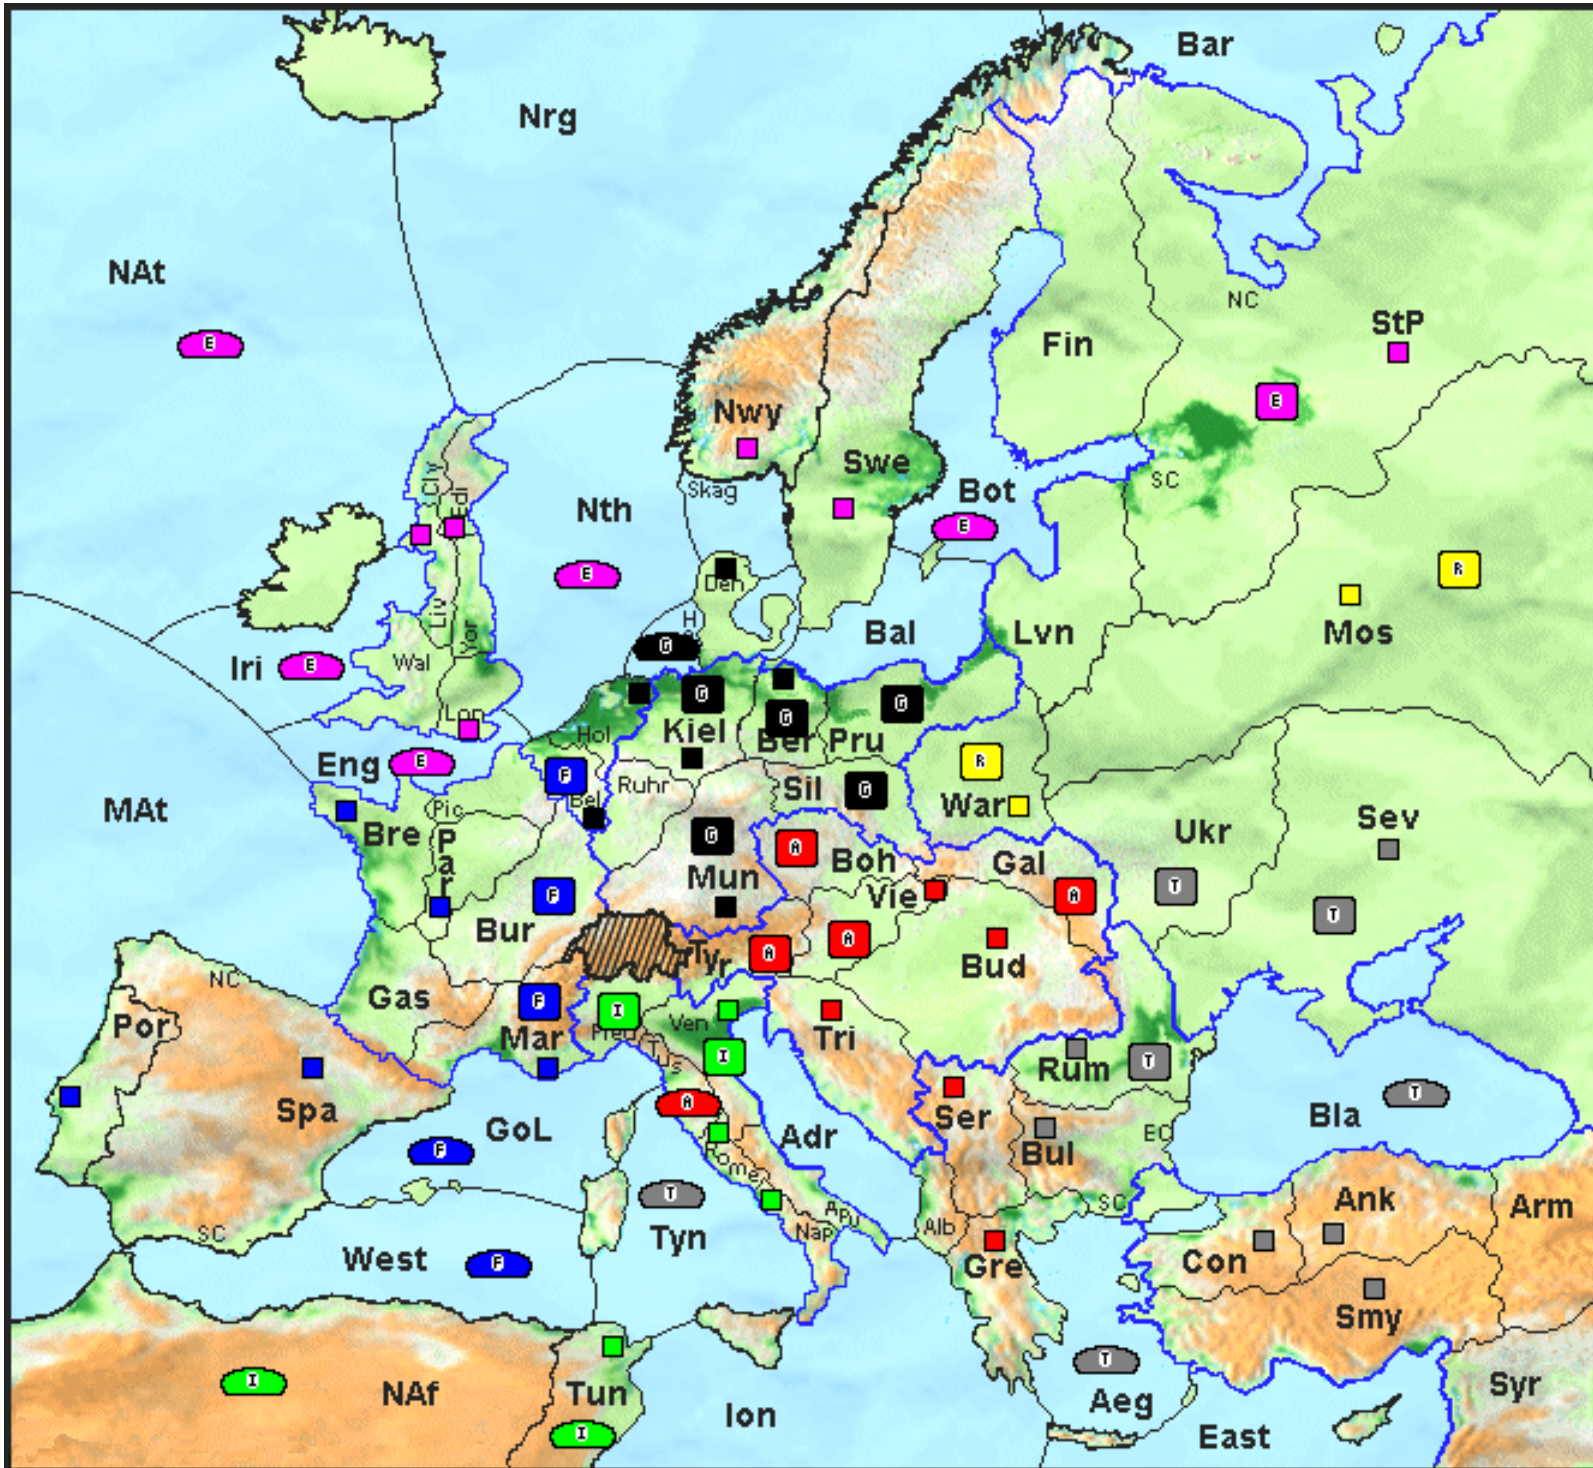 Bar
Nrg
NAt
E
NC
StP
Fin
E
Nwy
Swe
Cly
Edi
Skag
Bot
SC
Nth
E
E
R
Den
H
Liv
Yor
Bal
Lvn
Mos
Iri
E
Wal
G
G
G
G
Lon
Hol
Kiel
Ber
Pru
Eng
E
F
R
MAt
Pic
Bel
Ruhr
Sil
G
War
Bre
Par
G
Mun
A
Boh
Gal
Ukr
Sev
Vie
F
A
T
T
Bur
A
A
Tyr
Bud
NC
Gas
F
I
Por
Mar
Pied
Ven
Tri
Tus
I
Rum
T
Spa
A
Ser
T
GoL
Adr
Bla
F
Rome
Bul
EC
T
Ank
Arm
SC
Tyn
Nap
Apu
Alb
SC
West
F
Gre
Con
Smy
T
I
NAf
Tun
Ion
Aeg
Syr
I
East